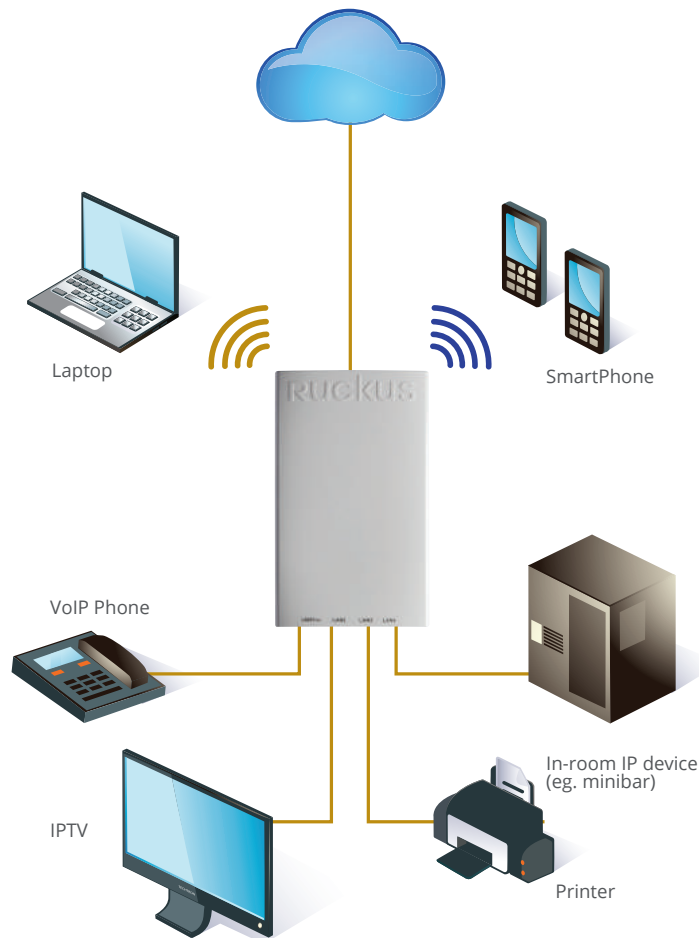 Laptop
SmartPhone
RUCKUS
VoIP Phone
In-room IP device
(eg. minibar)
IPTV
Printer